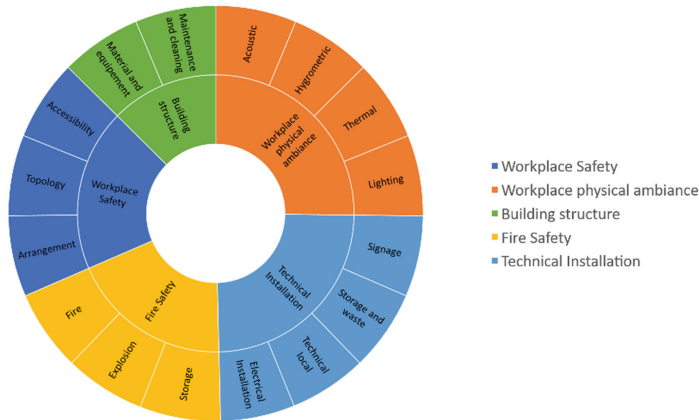 Acoustic
Hygrometric
Thermal
Lighting
Signage
Storage and
waste
Technical
local
Electrical
Installation
Storage
Explosion
Fire
Arrangement
Topology
Accessibility
Material and
equipement
Maintenance
and cleaning
Workplace
physical
ambiance
Technical
Installation
Fire Safety
Workplace
Safety
Building
structure
Workplace Safety
Workplace physical ambiance
Building structure
Fire Safety
Technical Installation